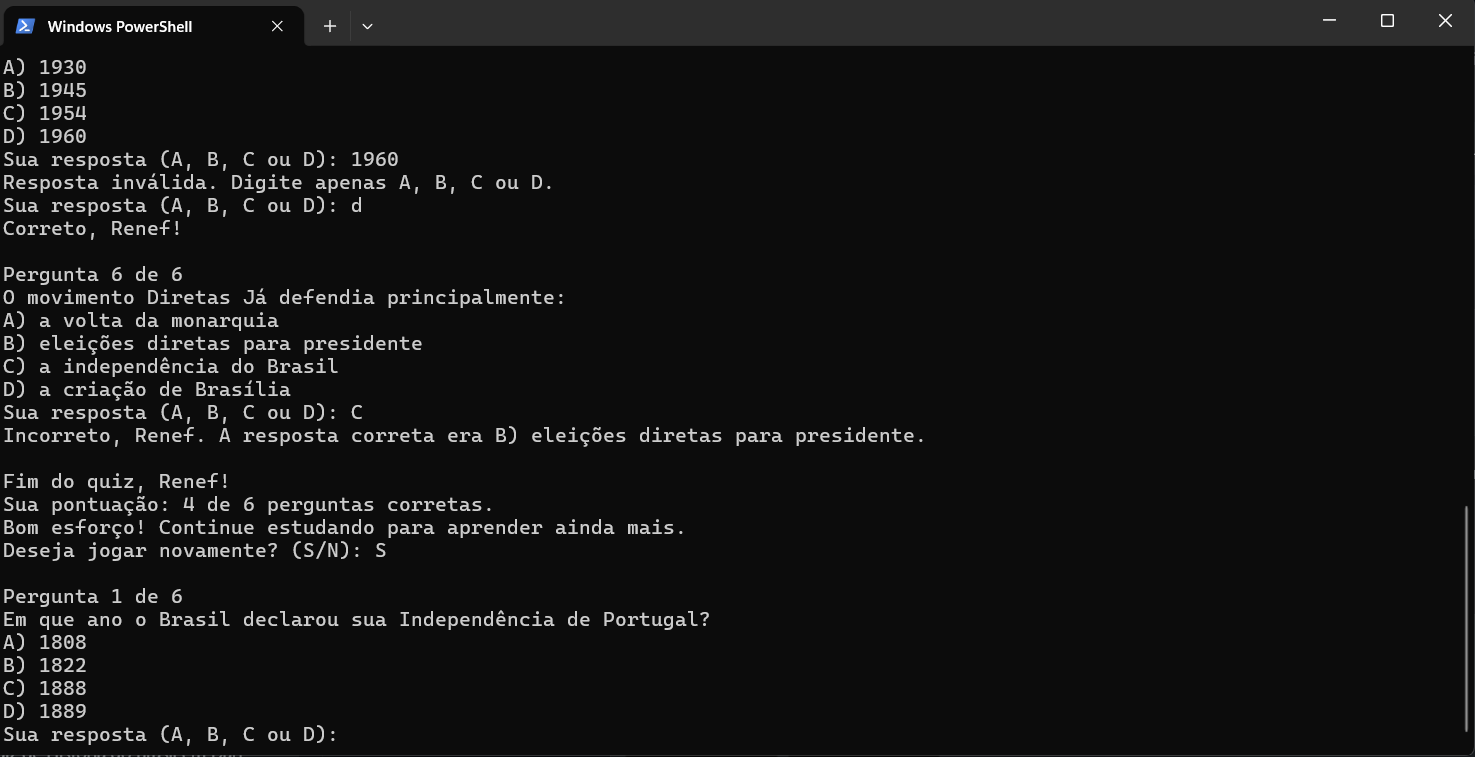 Windows PowerShell
A) 1930
B) 1945
C) 1954
D) 1960
Sua resposta (A, B, C ou D): 1960
Resposta inválida. Digite apenas A, B, C ou D.
Sua resposta (A, B, C ou D): d
Correto, Renef!
Pergunta 6 de 6
O movimento Diretas Já defendia principalmente:
A) a volta da monarquia
B) eleições diretas para presidente
C) a independência do Brasil
D) a criação de Brasília
Sua resposta (A, B, C ou D): C
Incorreto, Renef. A resposta correta era B) eleições diretas para presidente.
Fim do quiz, Renef!
Sua pontuação: 4 de 6 perguntas corretas.
Bom esforço! Continue estudando para aprender ainda mais.
Deseja jogar novamente? (S/N): S
Pergunta 1 de 6
Em que ano o Brasil declarou sua Independência de Portugal?
A) 1808
B) 1822
C) 1888
D) 1889
Sua resposta (A, B, C ou D):